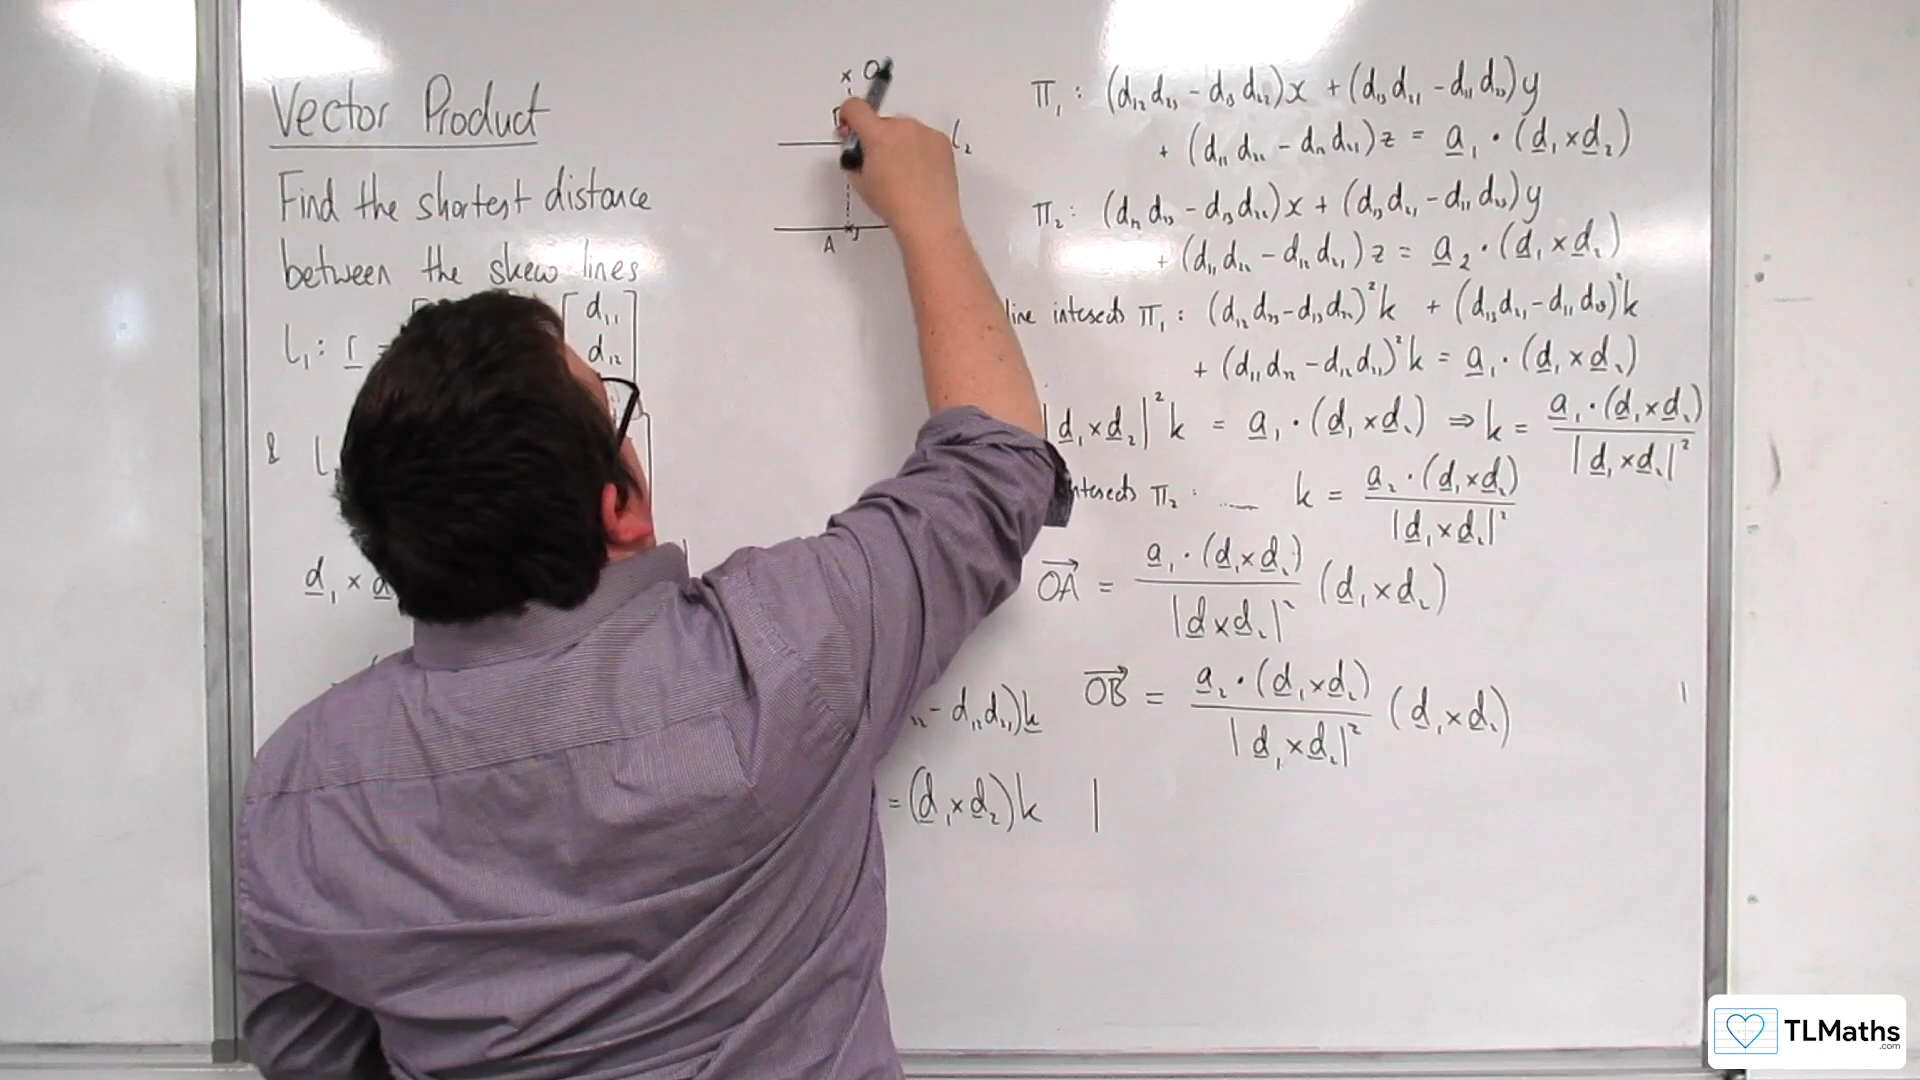 Vector Product
Find the shortest distance
between the skew lines
l₁: r =
[d₁₁
d₁₂
& l₂
d₁ ×
x O
l₂
A
Π₁: (d₁₂d₂₃ - d₁₃d₂₂)x + (d₁₃d₂₁ - d₁₁d₂₃)y
+ (d₁₁d₂₂ - d₁₂d₂₁)z = a₁ · (d₁×d₂)
Π₂: (d₁₂d₂₃ - d₁₃d₂₂)x + (d₁₃d₂₁ - d₁₁d₂₃)y
+ (d₁₁d₂₂ - d₁₂d₂₁)z = a₂ · (d₁×d₂)
line intersects Π₁: (d₁₂d₂₃ - d₁₃d₂₂)²k + (d₁₃d₂₁ - d₁₁d₂₃)²k
+ (d₁₁d₂₂ - d₁₂d₂₁)²k = a₁ · (d₁×d₂)
|d₁×d₂|²k = a₁ · (d₁×d₂) ⇒ k = a₁·(d₁×d₂) / |d₁×d₂|²
intersects Π₂: ..... k = a₂·(d₁×d₂) / |d₁×d₂|²
OA = a₁·(d₁×d₂) / |d×d₂|² (d₁×d₂)
OB = a₂·(d₁×d₂) / |d₁×d₂|² (d₁×d₂)
- d₁₂d₂₁)k
= (d₁×d₂)k |
TLMaths
.com